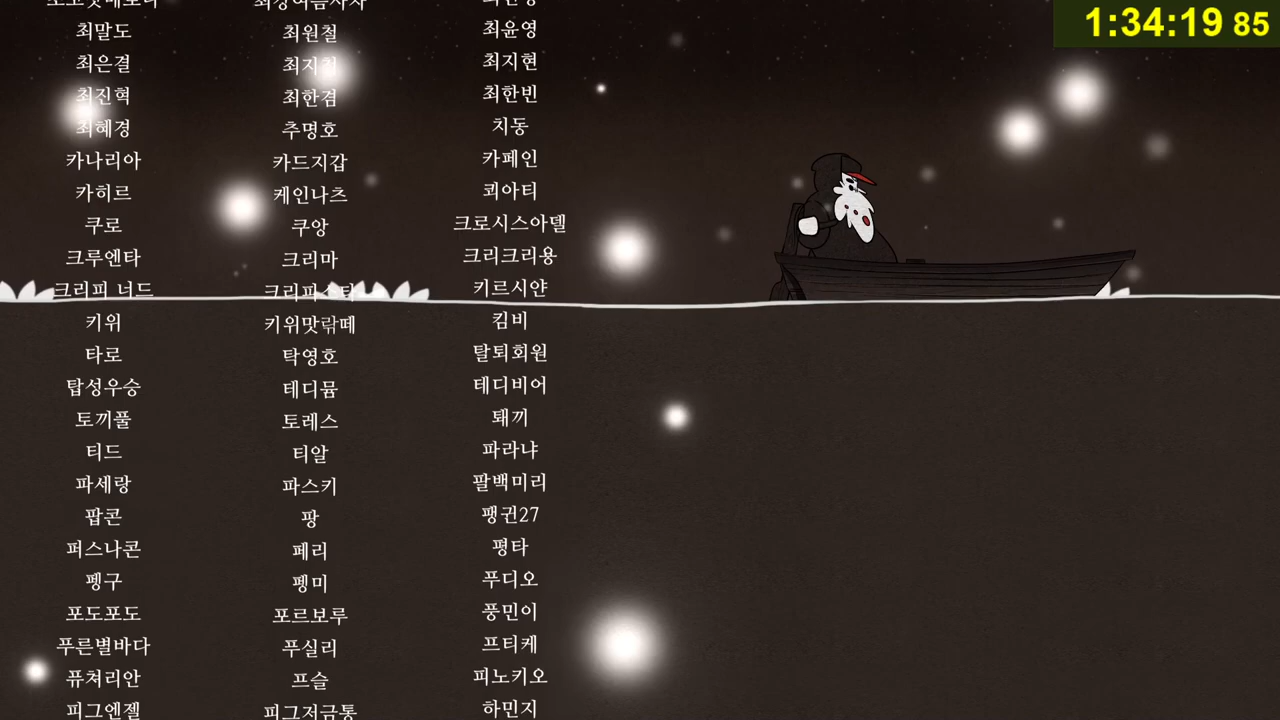 1:34:19 85
최말도 최원철 최윤영
최은결 최지현
최진혁 최한겸 최한빈
최혜경 추명호 치동
카나리아 카드지갑 카페인
카히르 케인나츠 쾨아티
쿠로 쿠앙 크로시스아델
크루엔타 크리마 크리크리용
크리피 너드 키르시얀
키위 키위맛랶떼 킴비
타로 탁영호 탈퇴회원
탑성우승 테디뮴 테디비어
토끼풀 토레스 퇘끼
티드 티알 파라냐
파세랑 파스키 팔백미리
팝콘 팡 팽귄27
퍼스나콘 페리 평타
펭구 펭미 푸디오
포도포도 포르보루 풍민이
푸른별바다 푸실리 프티케
퓨쳐리안 프슬 피노키오
피그엔젤 피그저금통 하민지